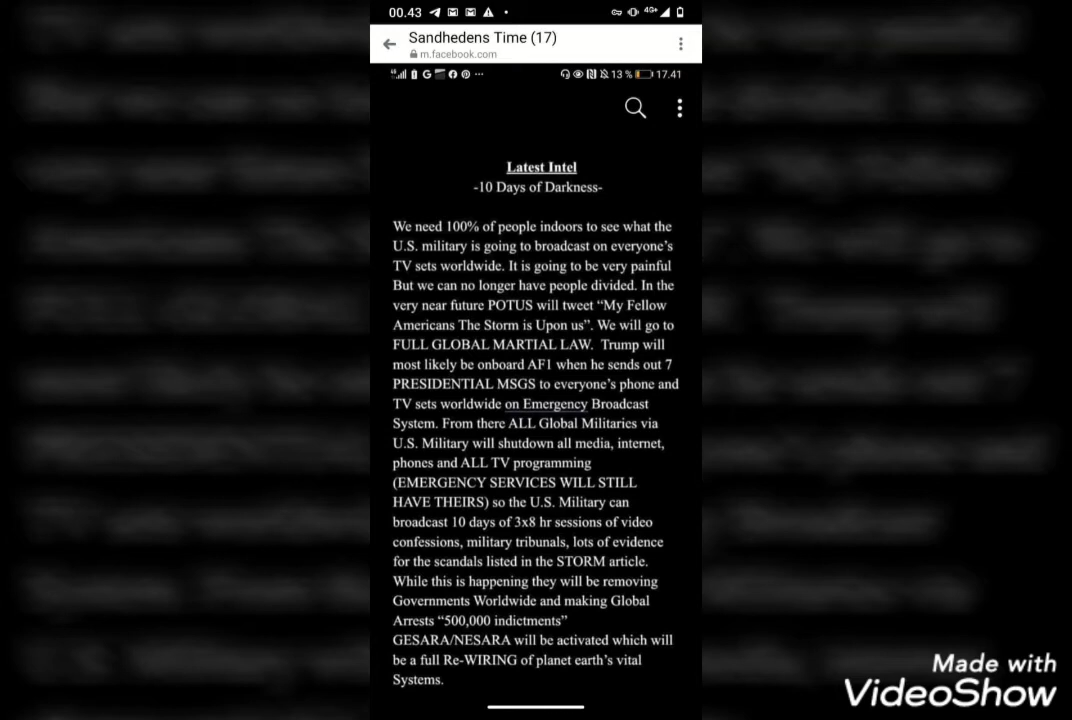 00.43
4G+
Sandhedens Time (17)
m.facebook.com
13 % 17.41
Latest Intel
-10 Days of Darkness-
We need 100% of people indoors to see what the
U.S. military is going to broadcast on everyone’s
TV sets worldwide. It is going to be very painful
But we can no longer have people divided. In the
very near future POTUS will tweet “My Fellow
Americans The Storm is Upon us”. We will go to
FULL GLOBAL MARTIAL LAW. Trump will
most likely be onboard AF1 when he sends out 7
PRESIDENTIAL MSGS to everyone’s phone and
TV sets worldwide on Emergency Broadcast
System. From there ALL Global Militaries via
U.S. Military will shutdown all media, internet,
phones and ALL TV programming
(EMERGENCY SERVICES WILL STILL
HAVE THEIRS) so the U.S. Military can
broadcast 10 days of 3x8 hr sessions of video
confessions, military tribunals, lots of evidence
for the scandals listed in the STORM article.
While this is happening they will be removing
Governments Worldwide and making Global
Arrests “500,000 indictments”
GESARA/NESARA will be activated which will
be a full Re-WIRING of planet earth’s vital
Systems.
Made with
VideoShow